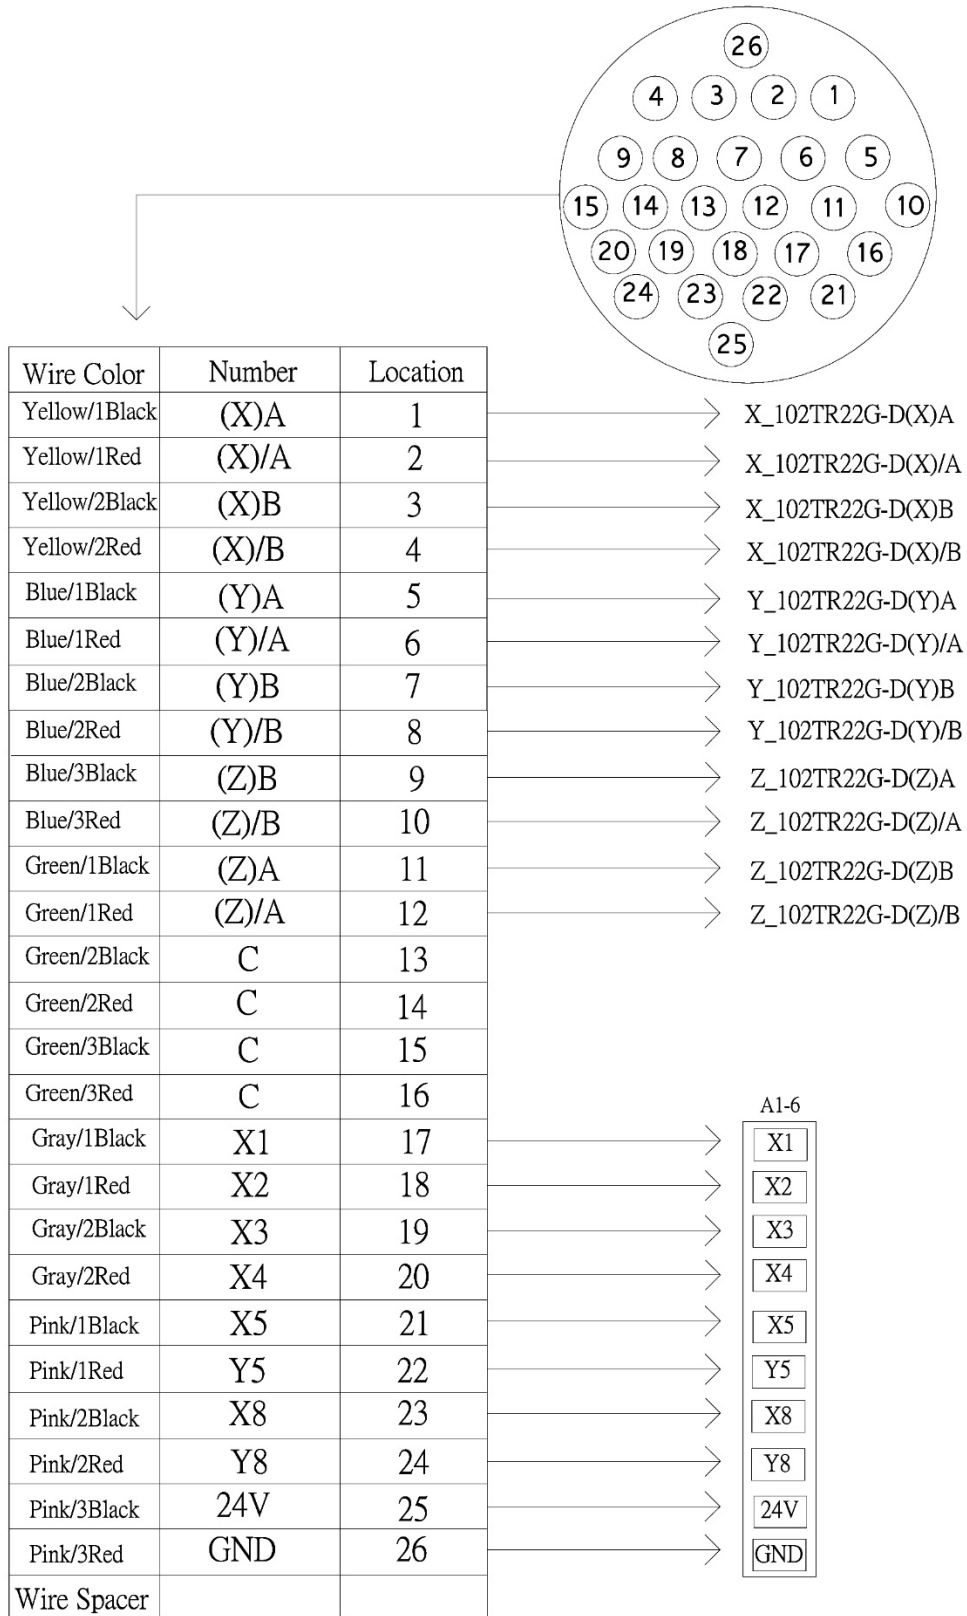 26
4 3 2 1
9 8 7 6 5
15 14 13 12 11 10
20 19 18 17 16
24 23 22 21
25
Wire Color Number Location
Yellow/1Black (X)A 1 X_102TR22G-D(X)A
Yellow/1Red (X)/A 2 X_102TR22G-D(X)/A
Yellow/2Black (X)B 3 X_102TR22G-D(X)B
Yellow/2Red (X)/B 4 X_102TR22G-D(X)/B
Blue/1Black (Y)A 5 Y_102TR22G-D(Y)A
Blue/1Red (Y)/A 6 Y_102TR22G-D(Y)/A
Blue/2Black (Y)B 7 Y_102TR22G-D(Y)B
Blue/2Red (Y)/B 8 Y_102TR22G-D(Y)/B
Blue/3Black (Z)B 9 Z_102TR22G-D(Z)A
Blue/3Red (Z)/B 10 Z_102TR22G-D(Z)/A
Green/1Black (Z)A 11 Z_102TR22G-D(Z)B
Green/1Red (Z)/A 12 Z_102TR22G-D(Z)/B
Green/2Black C 13
Green/2Red C 14
Green/3Black C 15
Green/3Red C 16
A1-6
Gray/1Black X1 17 X1
Gray/1Red X2 18 X2
Gray/2Black X3 19 X3
Gray/2Red X4 20 X4
Pink/1Black X5 21 X5
Pink/1Red Y5 22 Y5
Pink/2Black X8 23 X8
Pink/2Red Y8 24 Y8
Pink/3Black 24V 25 24V
Pink/3Red GND 26 GND
Wire Spacer